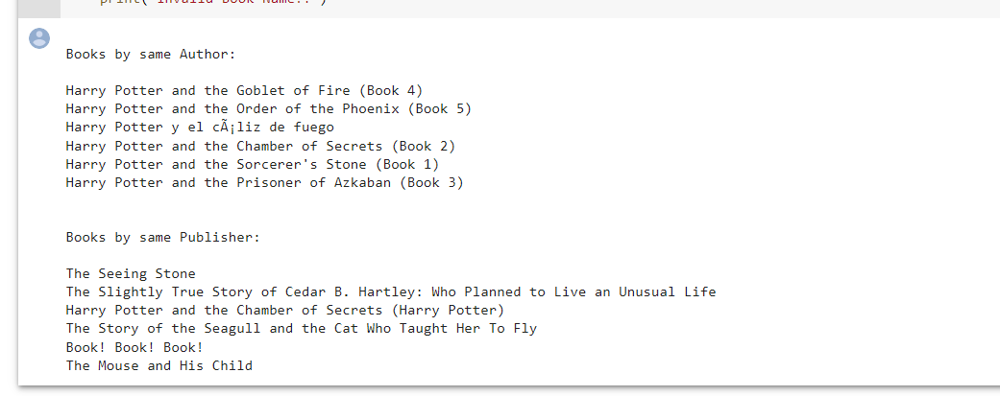 Books by same Author:
Harry Potter and the Goblet of Fire (Book 4)
Harry Potter and the Order of the Phoenix (Book 5)
Harry Potter y el cÃ¡liz de fuego
Harry Potter and the Chamber of Secrets (Book 2)
Harry Potter and the Sorcerer's Stone (Book 1)
Harry Potter and the Prisoner of Azkaban (Book 3)
Books by same Publisher:
The Seeing Stone
The Slightly True Story of Cedar B. Hartley: Who Planned to Live an Unusual Life
Harry Potter and the Chamber of Secrets (Harry Potter)
The Story of the Seagull and the Cat Who Taught Her To Fly
Book! Book! Book!
The Mouse and His Child